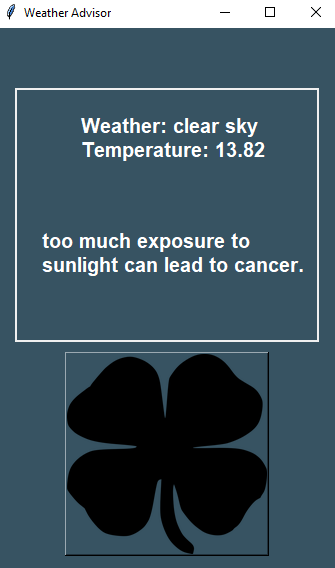 Weather Advisor
Weather: clear sky
Temperature: 13.82
too much exposure to
sunlight can lead to cancer.